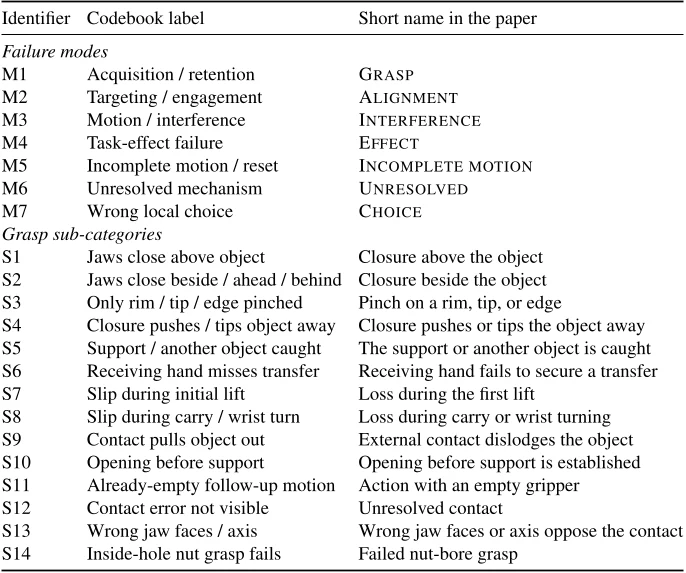 Identifier Codebook label Short name in the paper
Failure modes
M1 Acquisition / retention GRASP
M2 Targeting / engagement ALIGNMENT
M3 Motion / interference INTERFERENCE
M4 Task-effect failure EFFECT
M5 Incomplete motion / reset INCOMPLETE MOTION
M6 Unresolved mechanism UNRESOLVED
M7 Wrong local choice CHOICE
Grasp sub-categories
S1 Jaws close above object Closure above the object
S2 Jaws close beside / ahead / behind Closure beside the object
S3 Only rim / tip / edge pinched Pinch on a rim, tip, or edge
S4 Closure pushes / tips object away Closure pushes or tips the object away
S5 Support / another object caught The support or another object is caught
S6 Receiving hand misses transfer Receiving hand fails to secure a transfer
S7 Slip during initial lift Loss during the first lift
S8 Slip during carry / wrist turn Loss during carry or wrist turning
S9 Contact pulls object out External contact dislodges the object
S10 Opening before support Opening before support is established
S11 Already-empty follow-up motion Action with an empty gripper
S12 Contact error not visible Unresolved contact
S13 Wrong jaw faces / axis Wrong jaw faces or axis oppose the contact
S14 Inside-hole nut grasp fails Failed nut-bore grasp